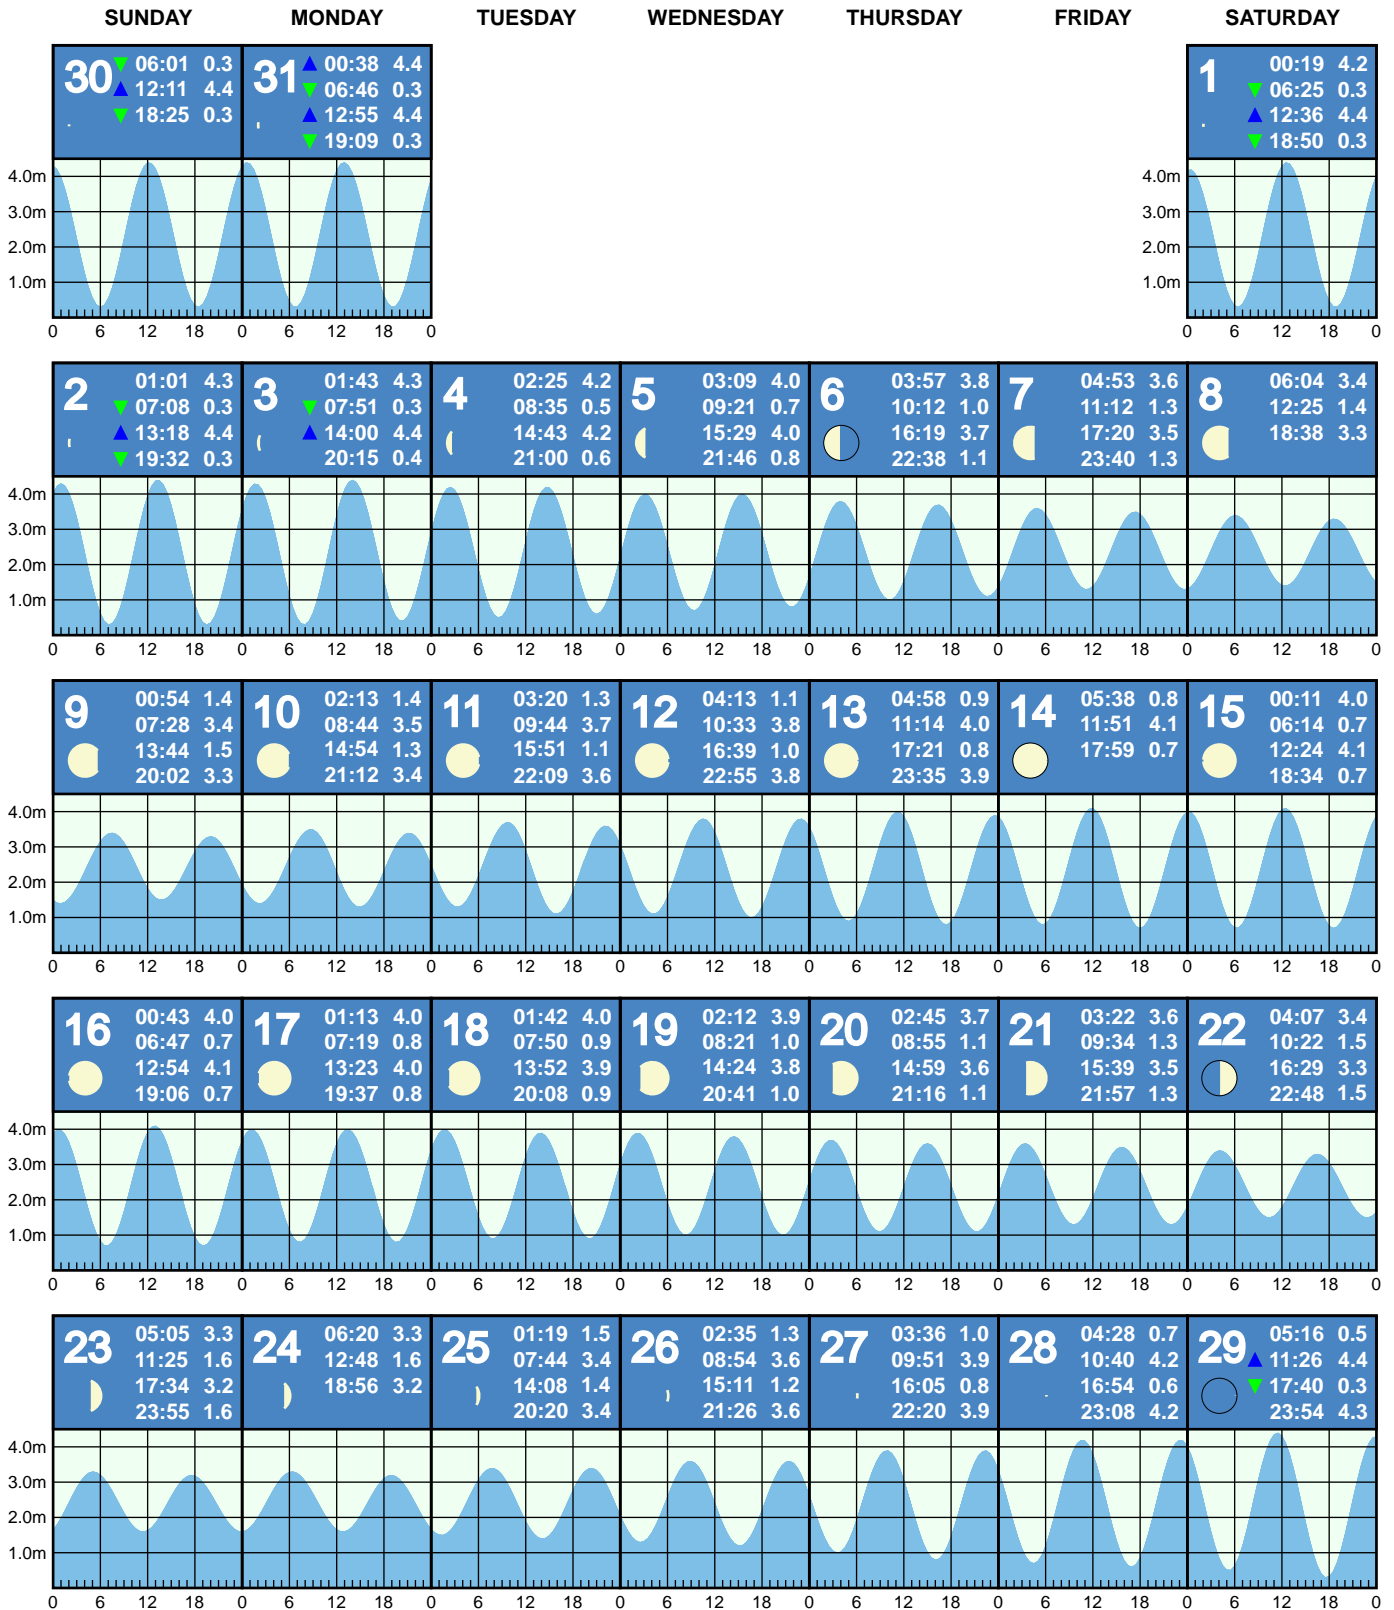 SUNDAY MONDAY TUESDAY WEDNESDAY THURSDAY FRIDAY SATURDAY
30 06:01 0.3
12:11 4.4
18:25 0.3
31 00:38 4.4
06:46 0.3
12:55 4.4
19:09 0.3
1 00:19 4.2
06:25 0.3
12:36 4.4
18:50 0.3
4.0m
3.0m
2.0m
1.0m
4.0m
3.0m
2.0m
1.0m
0 6 12 18 0 6 12 18 0
0 6 12 18 0
2 01:01 4.3
07:08 0.3
13:18 4.4
19:32 0.3
3 01:43 4.3
07:51 0.3
14:00 4.4
20:15 0.4
4 02:25 4.2
08:35 0.5
14:43 4.2
21:00 0.6
5 03:09 4.0
09:21 0.7
15:29 4.0
21:46 0.8
6 03:57 3.8
10:12 1.0
16:19 3.7
22:38 1.1
7 04:53 3.6
11:12 1.3
17:20 3.5
23:40 1.3
8 06:04 3.4
12:25 1.4
18:38 3.3
4.0m
3.0m
2.0m
1.0m
0 6 12 18 0 6 12 18 0 6 12 18 0 6 12 18 0 6 12 18 0 6 12 18 0 6 12 18 0
9 00:54 1.4
07:28 3.4
13:44 1.5
20:02 3.3
10 02:13 1.4
08:44 3.5
14:54 1.3
21:12 3.4
11 03:20 1.3
09:44 3.7
15:51 1.1
22:09 3.6
12 04:13 1.1
10:33 3.8
16:39 1.0
22:55 3.8
13 04:58 0.9
11:14 4.0
17:21 0.8
23:35 3.9
14 05:38 0.8
11:51 4.1
17:59 0.7
15 00:11 4.0
06:14 0.7
12:24 4.1
18:34 0.7
4.0m
3.0m
2.0m
1.0m
0 6 12 18 0 6 12 18 0 6 12 18 0 6 12 18 0 6 12 18 0 6 12 18 0 6 12 18 0
16 00:43 4.0
06:47 0.7
12:54 4.1
19:06 0.7
17 01:13 4.0
07:19 0.8
13:23 4.0
19:37 0.8
18 01:42 4.0
07:50 0.9
13:52 3.9
20:08 0.9
19 02:12 3.9
08:21 1.0
14:24 3.8
20:41 1.0
20 02:45 3.7
08:55 1.1
14:59 3.6
21:16 1.1
21 03:22 3.6
09:34 1.3
15:39 3.5
21:57 1.3
22 04:07 3.4
10:22 1.5
16:29 3.3
22:48 1.5
4.0m
3.0m
2.0m
1.0m
0 6 12 18 0 6 12 18 0 6 12 18 0 6 12 18 0 6 12 18 0 6 12 18 0 6 12 18 0
23 05:05 3.3
11:25 1.6
17:34 3.2
23:55 1.6
24 06:20 3.3
12:48 1.6
18:56 3.2
25 01:19 1.5
07:44 3.4
14:08 1.4
20:20 3.4
26 02:35 1.3
08:54 3.6
15:11 1.2
21:26 3.6
27 03:36 1.0
09:51 3.9
16:05 0.8
22:20 3.9
28 04:28 0.7
10:40 4.2
16:54 0.6
23:08 4.2
29 05:16 0.5
11:26 4.4
17:40 0.3
23:54 4.3
4.0m
3.0m
2.0m
1.0m
0 6 12 18 0 6 12 18 0 6 12 18 0 6 12 18 0 6 12 18 0 6 12 18 0 6 12 18 0